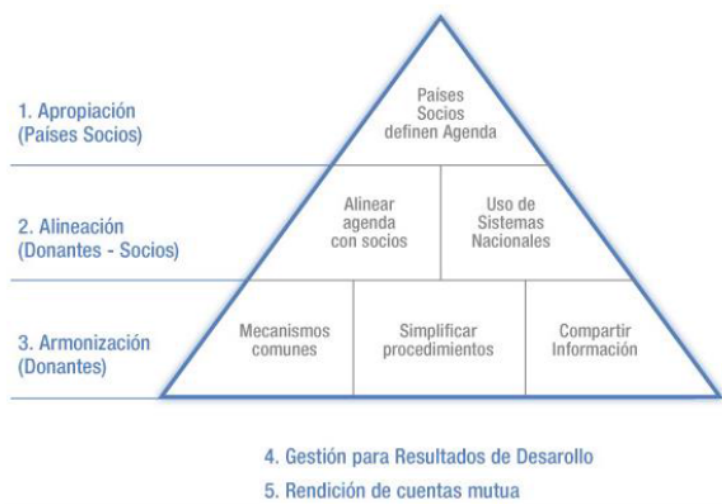 1. Apropiación
(Países Socios)
Países
Socios
definen Agenda
2. Alineación
(Donantes - Socios)
Alinear
agenda
con socios
Uso de
Sistemas
Nacionales
3. Armonización
(Donantes)
Mecanismos
comunes
Simplificar
procedimientos
Compartir
Información
4. Gestión para Resultados de Desarollo
5. Rendición de cuentas mutua